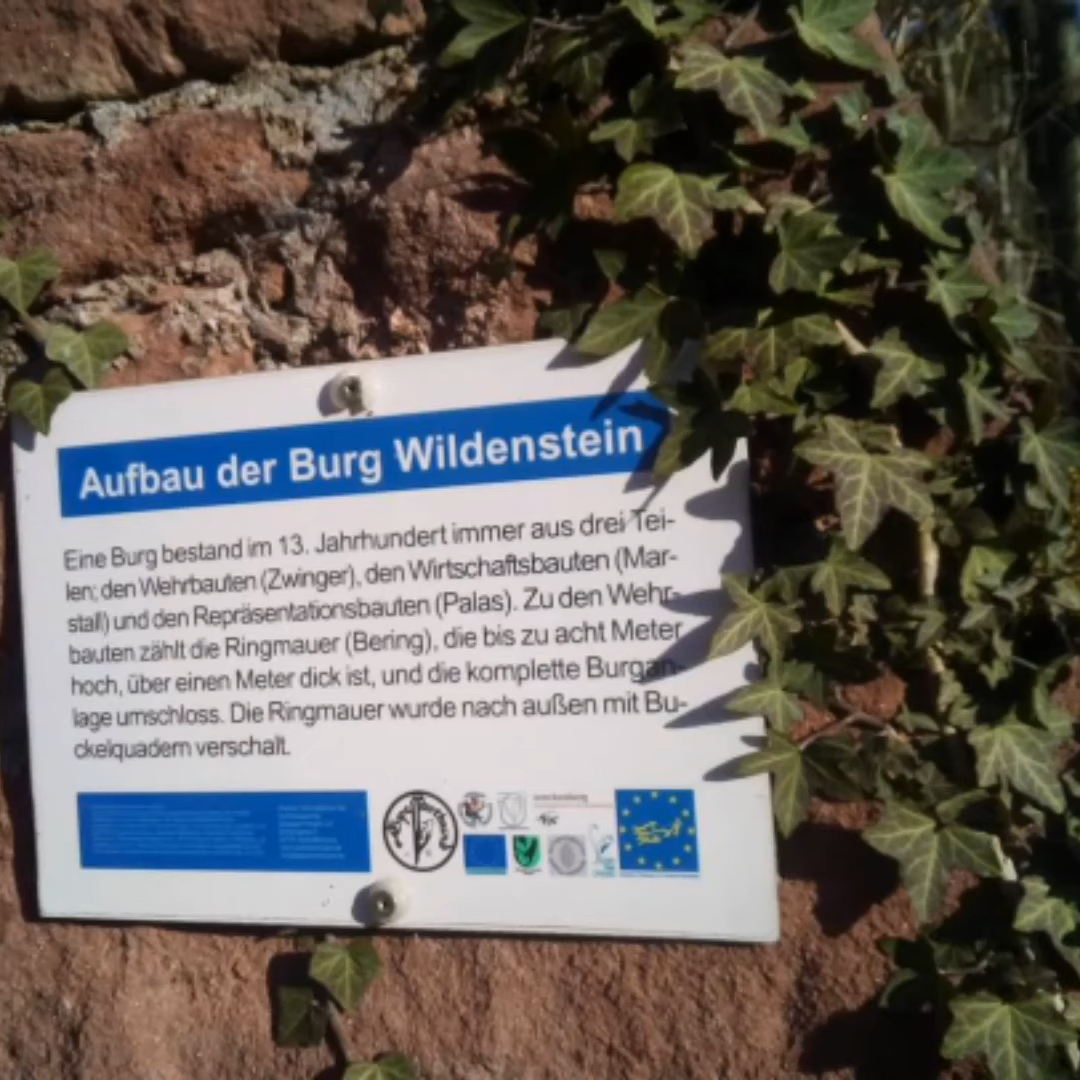 Aufbau der Burg Wildenstein
Eine Burg bestand im 13. Jahrhundert immer aus drei Tei-
len: den Wehrbauten (Zwinger), den Wirtschaftsbauten (Mar-
stall) und den Repräsentationsbauten (Palas). Zu den Wehr-
bauten zählt die Ringmauer (Bering), die bis zu acht Meter
hoch, über einen Meter dick ist, und die komplette Burgan-
lage umschloss. Die Ringmauer wurde nach außen mit Bu-
ckelquadern verschalt.